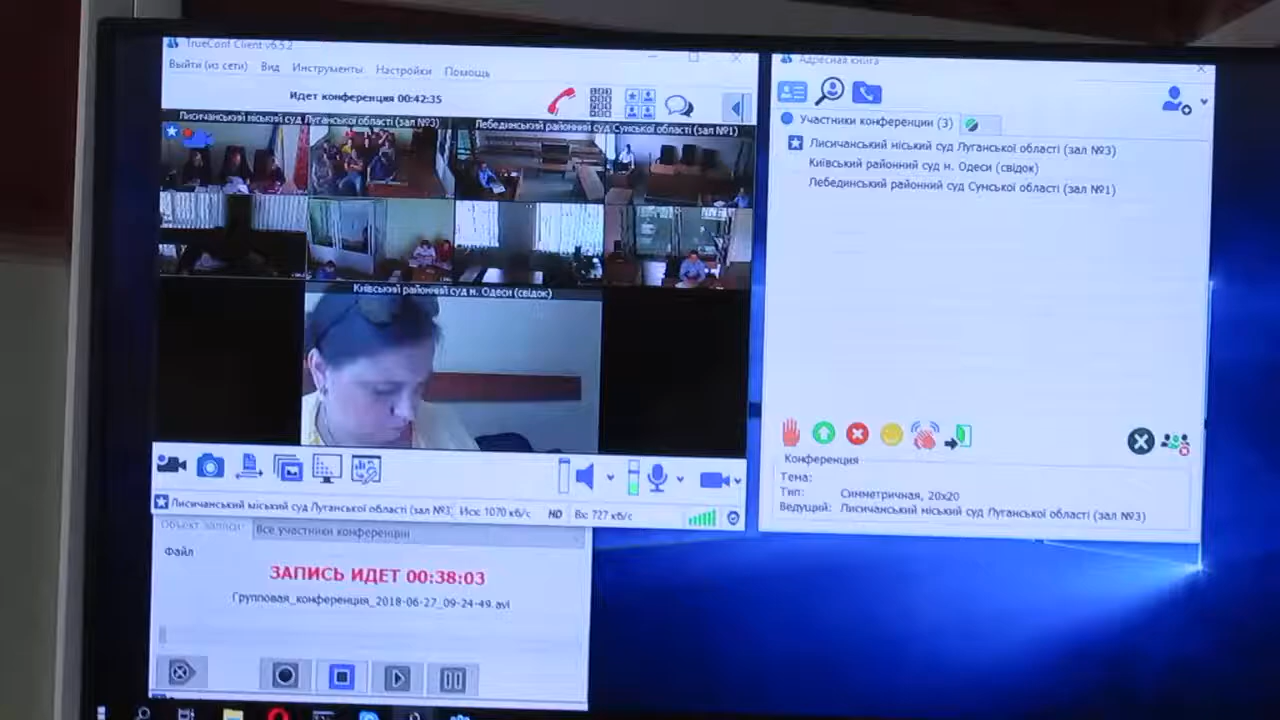 TrueConf Client v6.5.2
Выйти (из сети) Вид Инструменты Настройки Помощь
Идет конференция 00:42:35
Лисичанський міський суд Луганської області (зал №3)
Лебединський районний суд Сумської області (зал №1)
Київський районний суд м. Одеси (свідок)
Лисичанський міський суд Луганської області (зал №3) Исх: 1070 кб/с HD Вх: 727 кб/с
Объект записи: Все участники конференции
Файл
ЗАПИСЬ ИДЕТ 00:38:03
Групповая_конференция_2018-06-27_09-24-49.avi
Адресная книга
Участники конференции (3)
Лисичанський міський суд Луганської області (зал №3)
Київський районний суд м. Одеси (свідок)
Лебединський районний суд Сумської області (зал №1)
Конференция
Тема:
Тип: Симметричная, 20x20
Ведущий: Лисичанський міський суд Луганської області (зал №3)